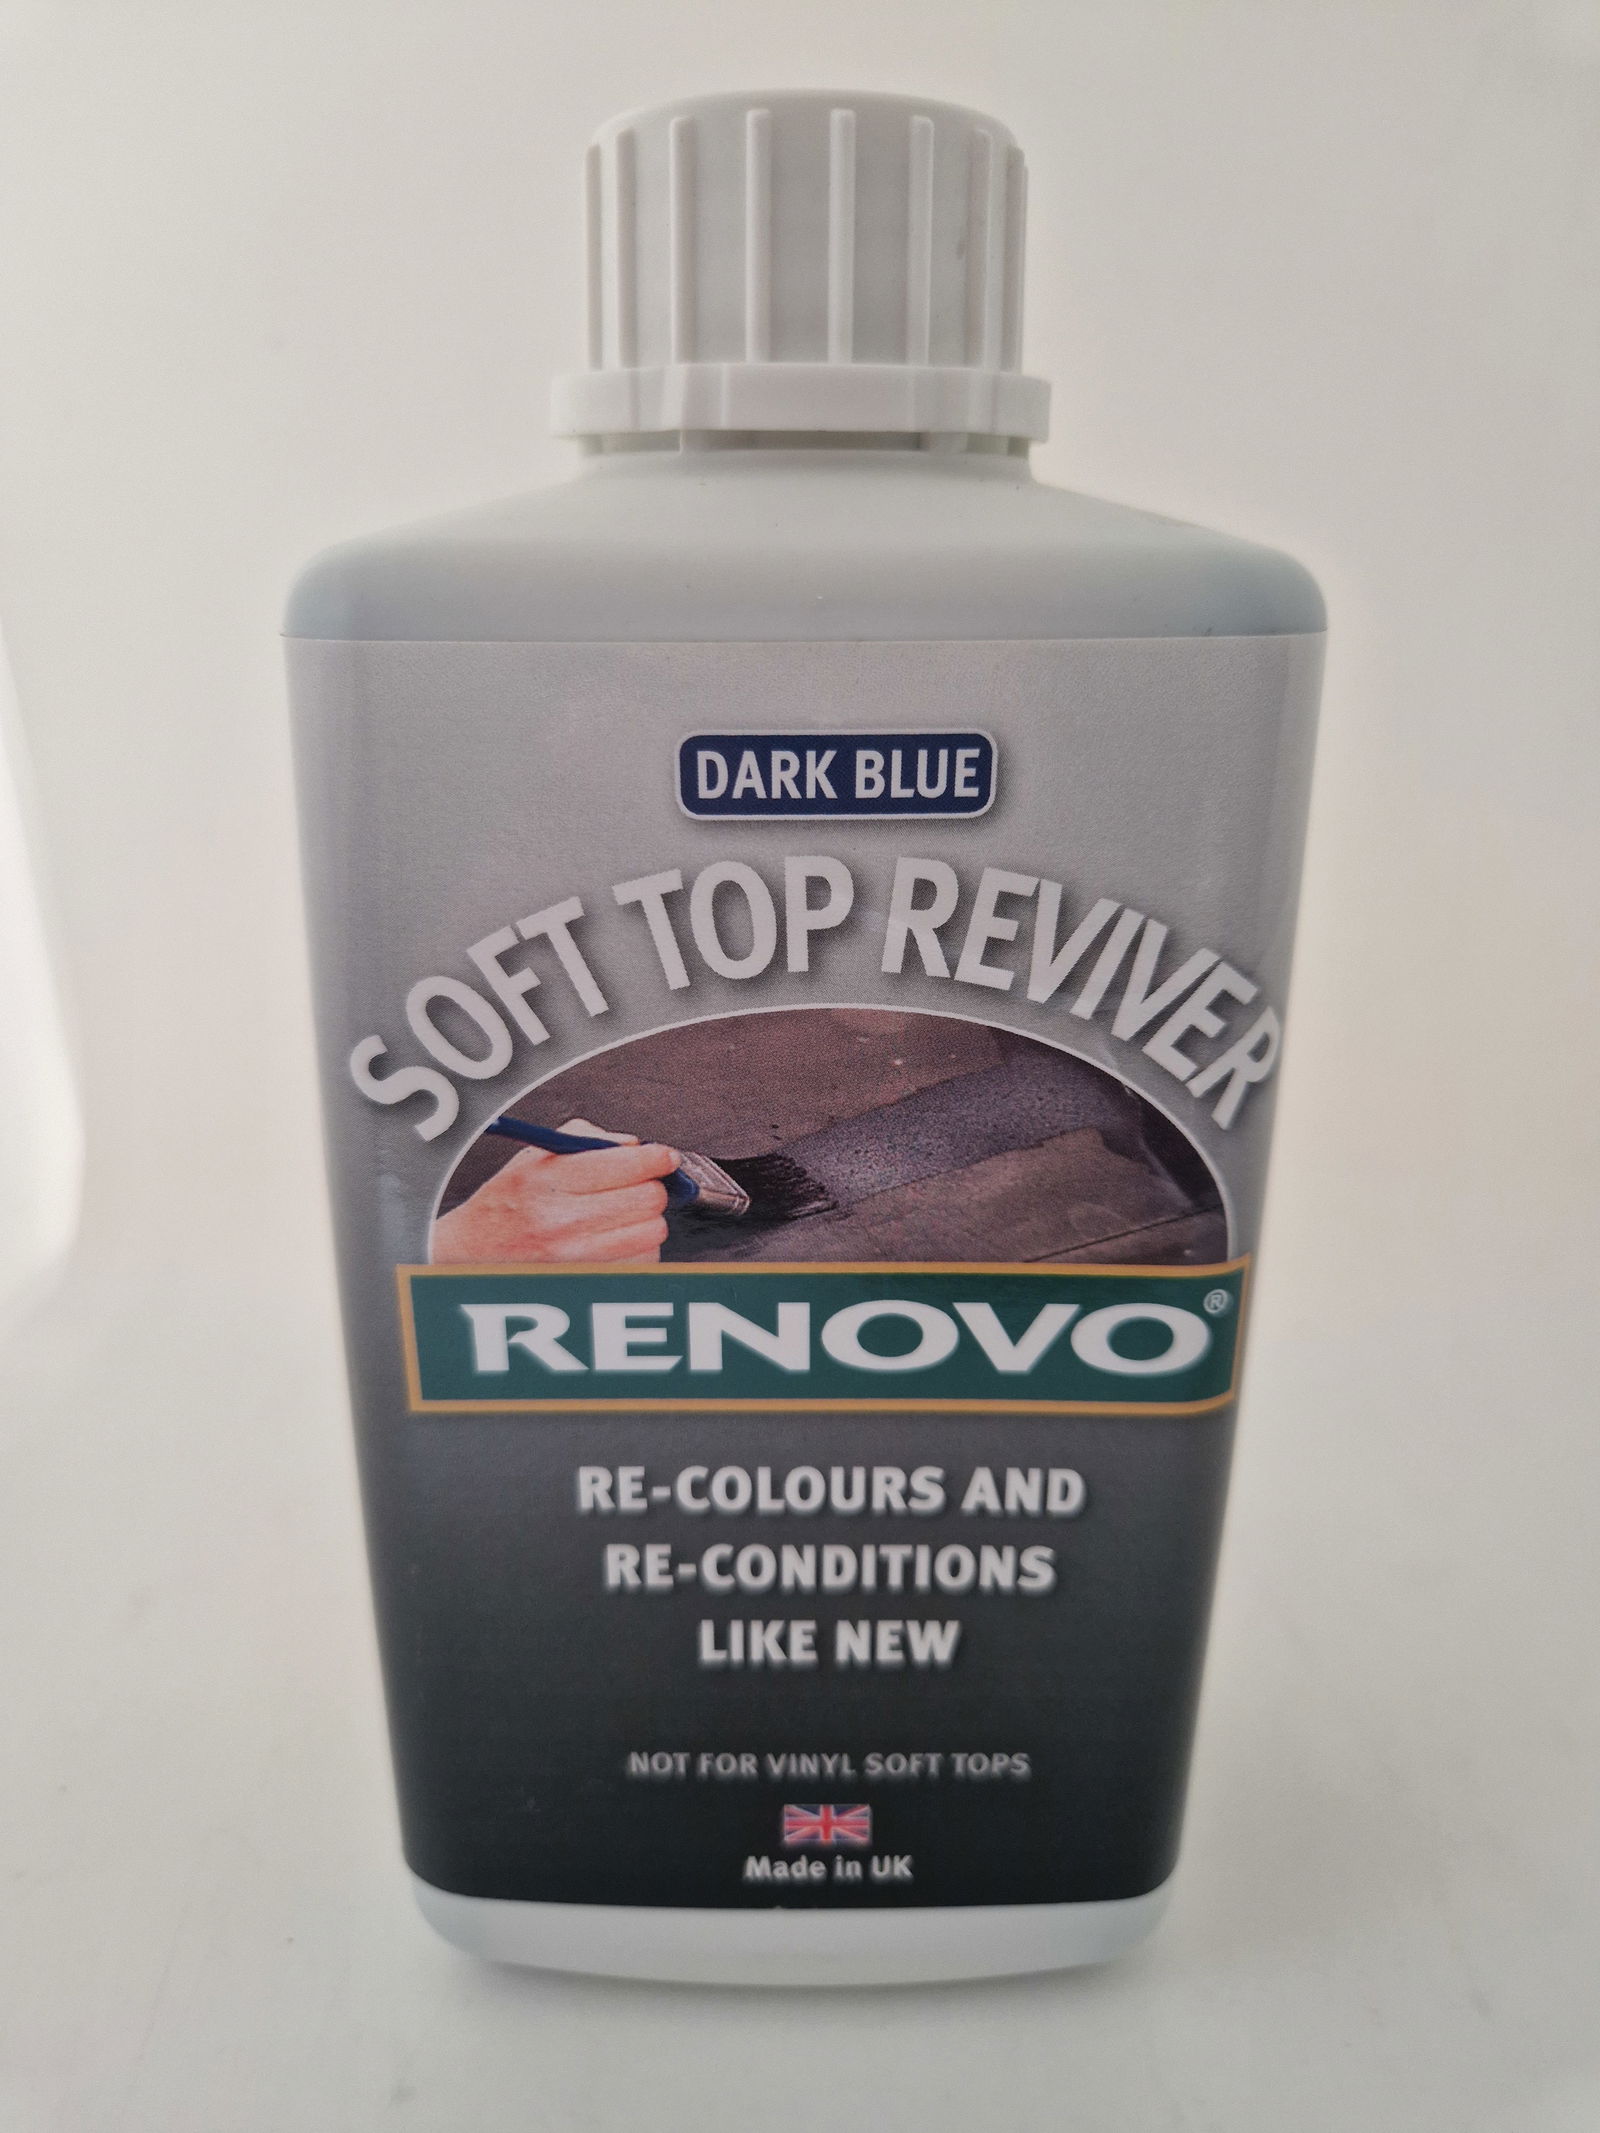 DARK BLUE
SOFT TOP REVIVER
RENOVO®
RE-COLOURS AND
RE-CONDITIONS
LIKE NEW
NOT FOR VINYL SOFT TOPS
Made in UK